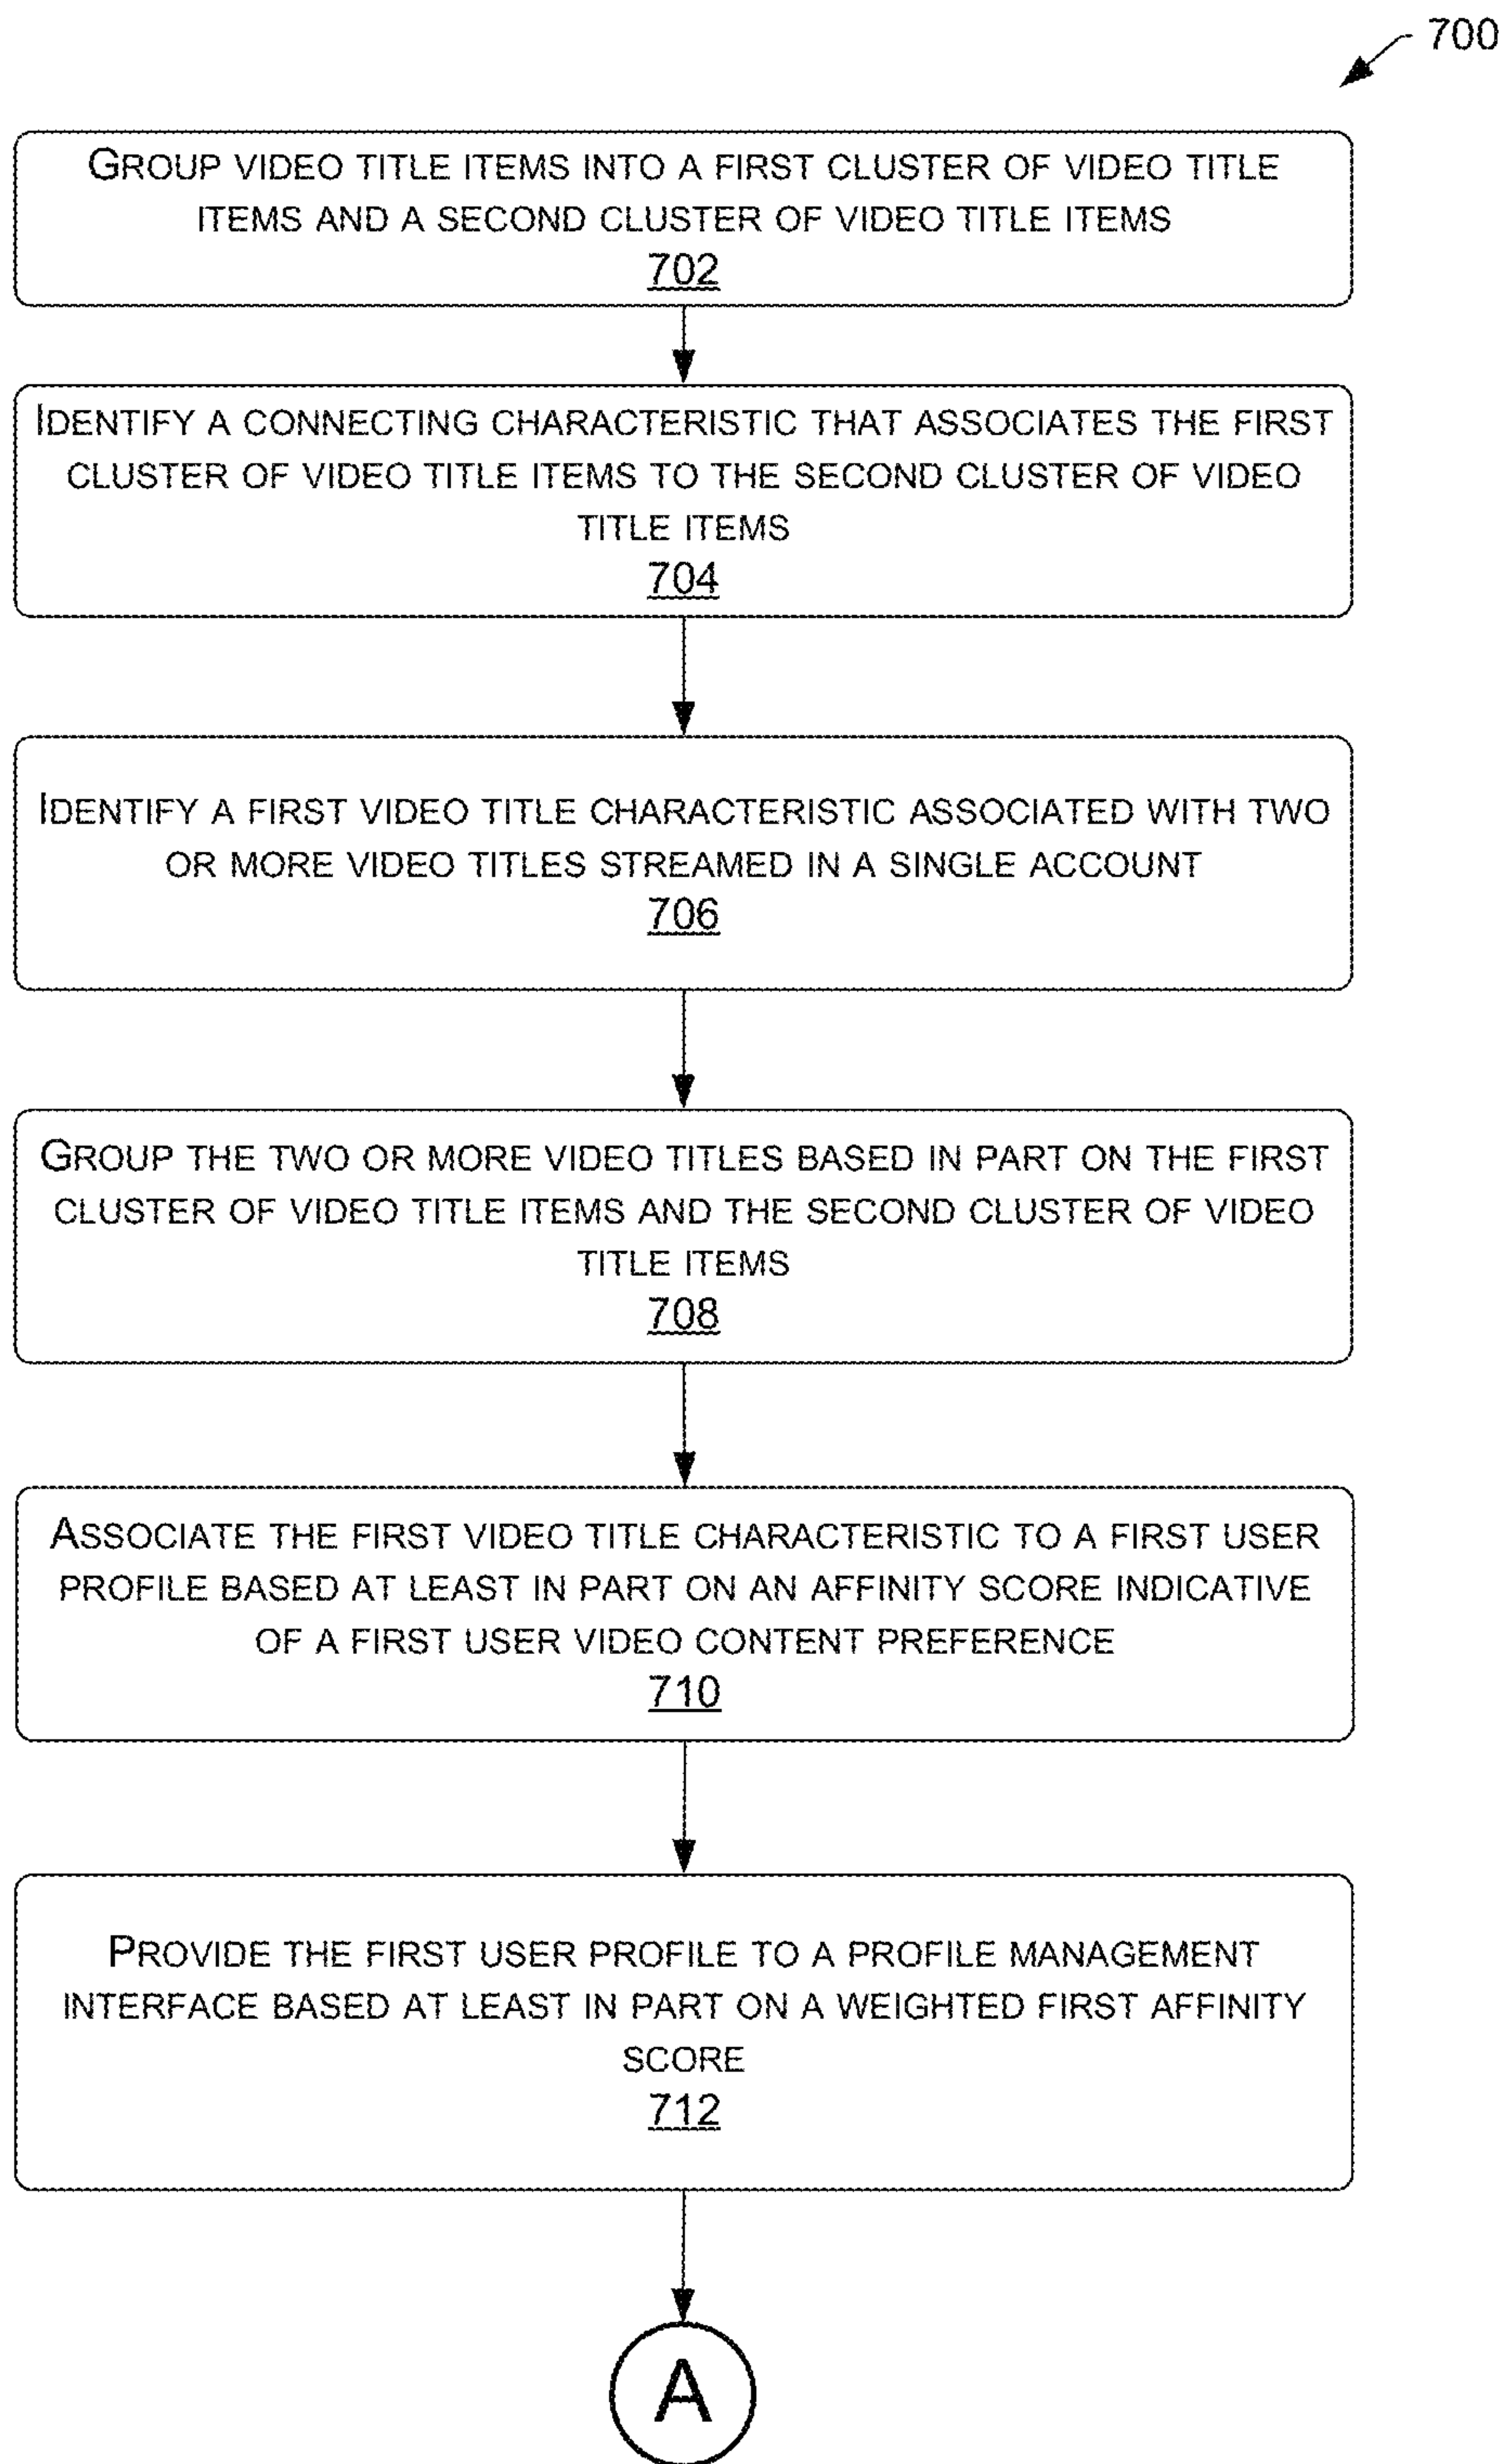 700
GROUP VIDEO TITLE ITEMS INTO A FIRST CLUSTER OF VIDEO TITLE
ITEMS AND A SECOND CLUSTER OF VIDEO TITLE ITEMS
702
IDENTIFY A CONNECTING CHARACTERISTIC THAT ASSOCIATES THE FIRST
CLUSTER OF VIDEO TITLE ITEMS TO THE SECOND CLUSTER OF VIDEO
TITLE ITEMS
704
IDENTIFY A FIRST VIDEO TITLE CHARACTERISTIC ASSOCIATED WITH TWO
OR MORE VIDEO TITLES STREAMED IN A SINGLE ACCOUNT
706
GROUP THE TWO OR MORE VIDEO TITLES BASED IN PART ON THE FIRST
CLUSTER OF VIDEO TITLE ITEMS AND THE SECOND CLUSTER OF VIDEO
TITLE ITEMS
708
ASSOCIATE THE FIRST VIDEO TITLE CHARACTERISTIC TO A FIRST USER
PROFILE BASED AT LEAST IN PART ON AN AFFINITY SCORE INDICATIVE
OF A FIRST USER VIDEO CONTENT PREFERENCE
710
PROVIDE THE FIRST USER PROFILE TO A PROFILE MANAGEMENT
INTERFACE BASED AT LEAST IN PART ON A WEIGHTED FIRST AFFINITY
SCORE
712
A